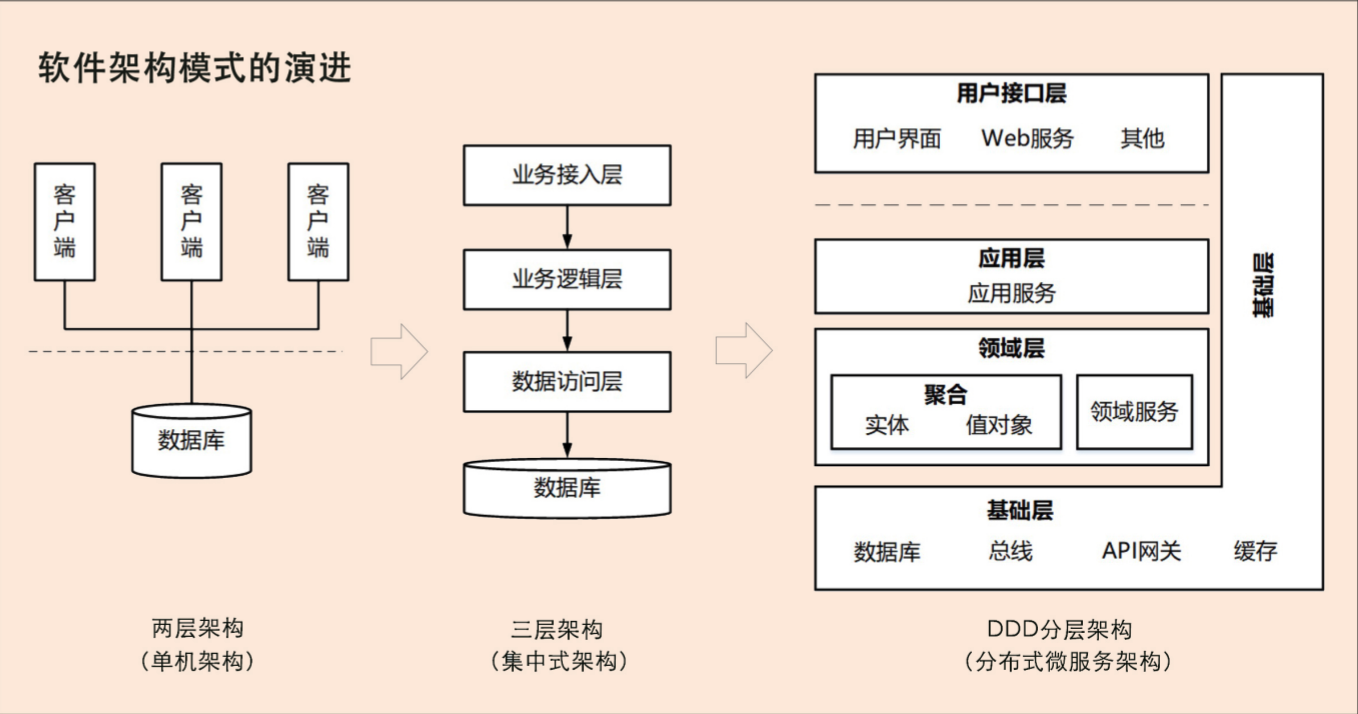 软件架构模式的演进
客户端
客户端
客户端
数据库
两层架构
（单机架构）
业务接入层
业务逻辑层
数据访问层
数据库
三层架构
（集中式架构）
用户接口层
用户界面 Web服务 其他
应用层
应用服务
领域层
聚合
实体 值对象
领域服务
基础层
基础层
数据库 总线 API网关 缓存
DDD分层架构
（分布式微服务架构）